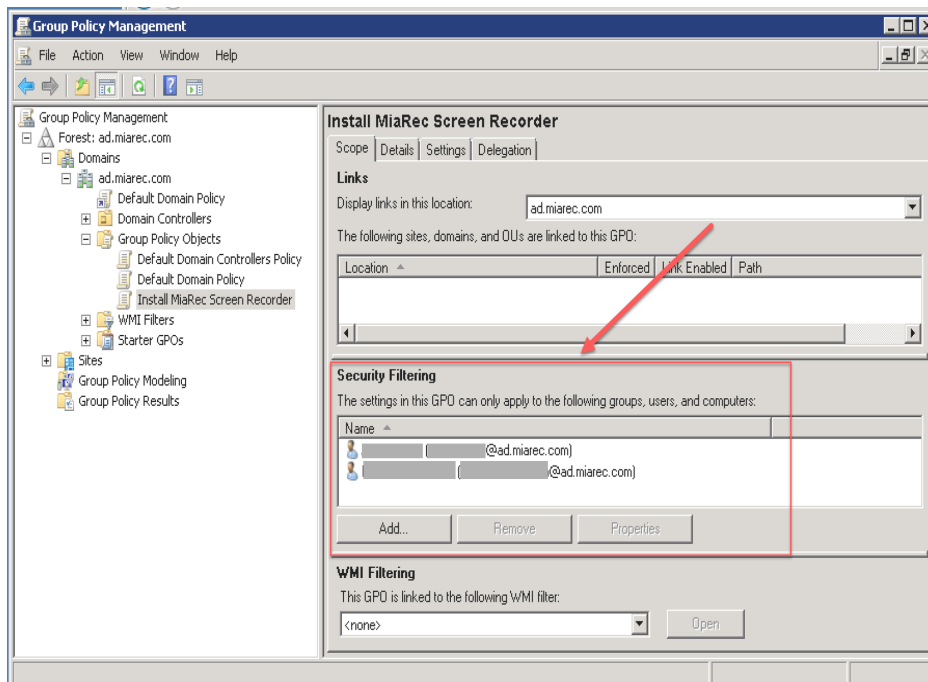 Group Policy Management
File Action View Window Help
Group Policy Management
Forest: ad.miarec.com
Domains
ad.miarec.com
Default Domain Policy
Domain Controllers
Group Policy Objects
Default Domain Controllers Policy
Default Domain Policy
Install MiaRec Screen Recorder
WMI Filters
Starter GPOs
Sites
Group Policy Modeling
Group Policy Results
Install MiaRec Screen Recorder
Scope Details Settings Delegation
Links
Display links in this location: ad.miarec.com
The following sites, domains, and OUs are linked to this GPO:
Location Enforced Link Enabled Path
Security Filtering
The settings in this GPO can only apply to the following groups, users, and computers:
Name
( @ad.miarec.com)
( @ad.miarec.com)
Add... Remove Properties
WMI Filtering
This GPO is linked to the following WMI filter:
<none> Open